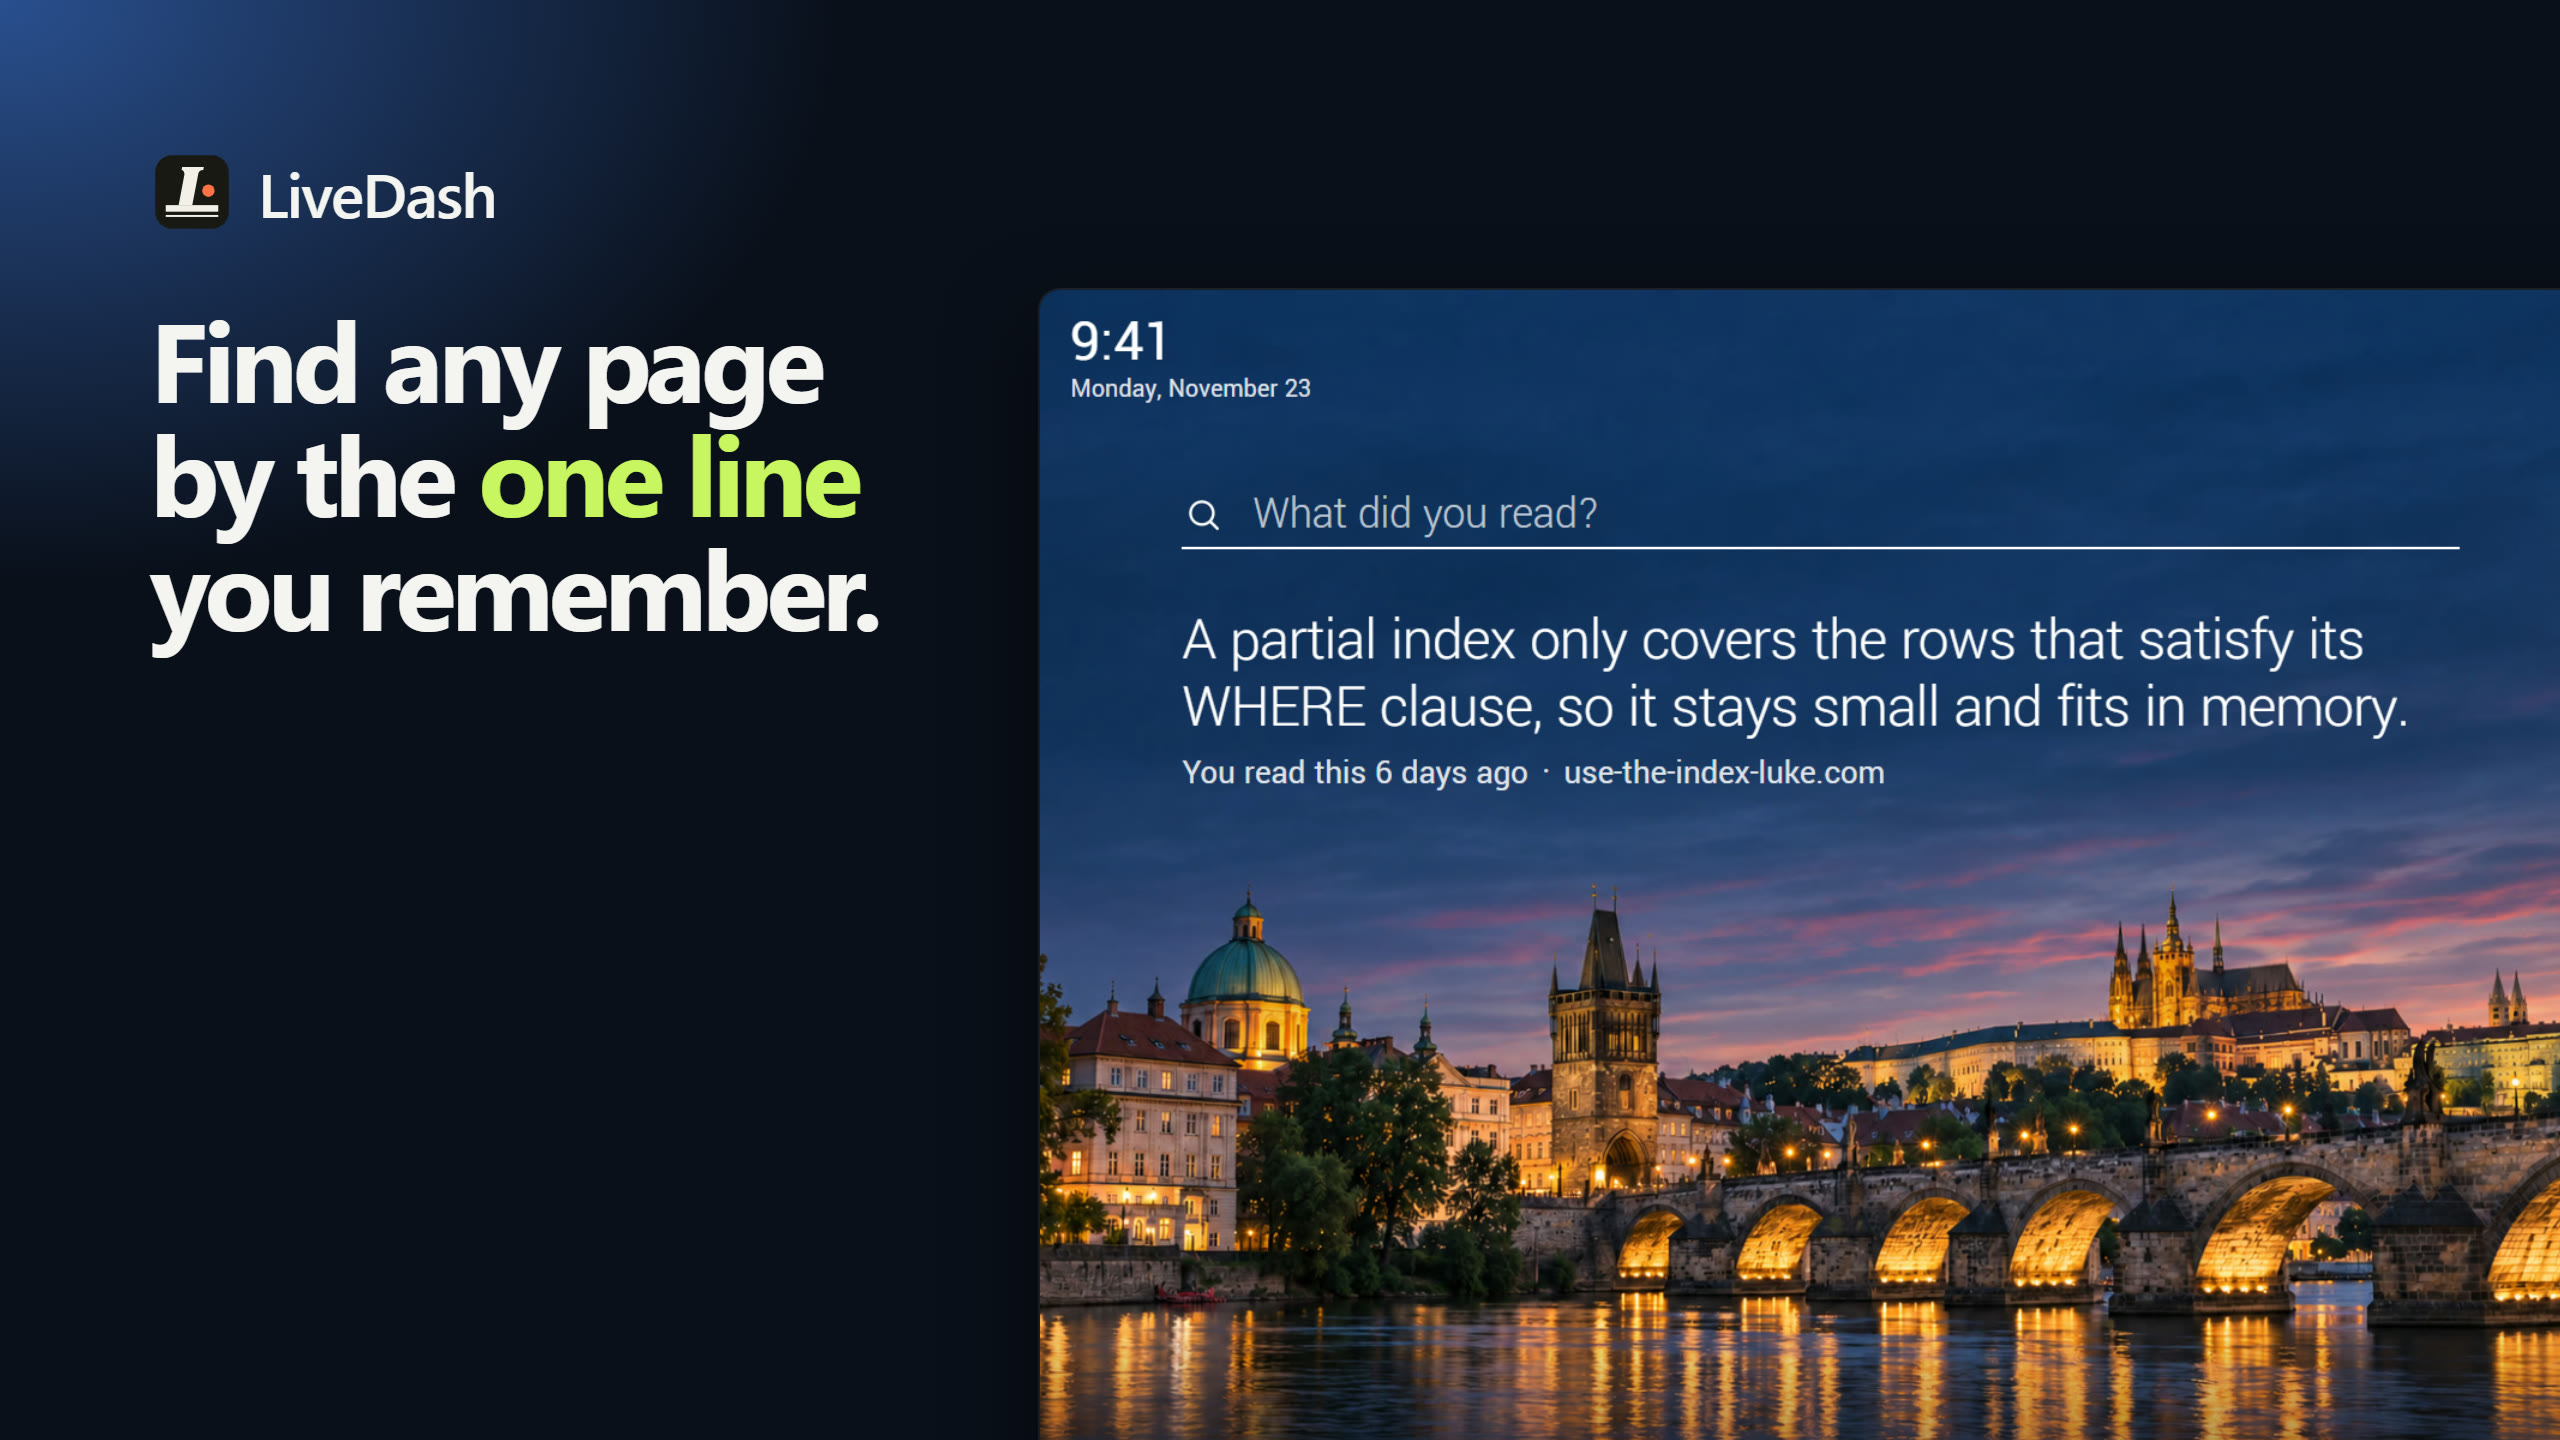 LiveDash
Find any page
by the one line
you remember.
9:41
Monday, November 23
What did you read?
A partial index only covers the rows that satisfy its
WHERE clause, so it stays small and fits in memory.
You read this 6 days ago · use-the-index-luke.com